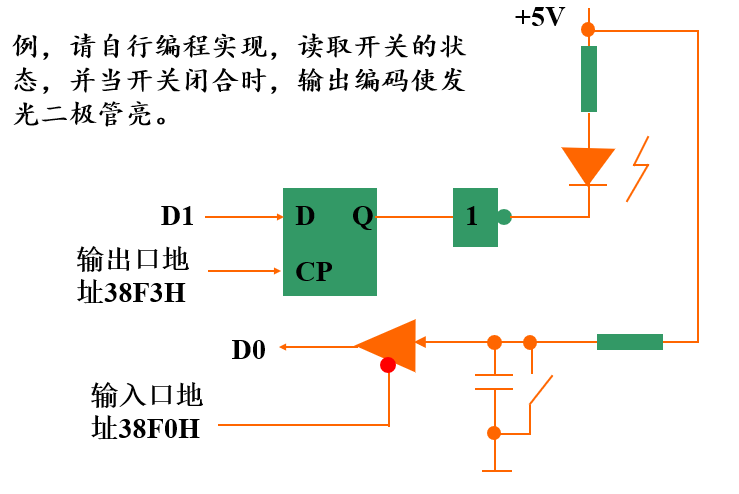 +5V
例，请自行编程实现，读取开关的状
态，并当开关闭合时，输出编码使发
光二极管亮。
D1
D
Q
1
输出口地
址38F3H
CP
D0
输入口地
址38F0H